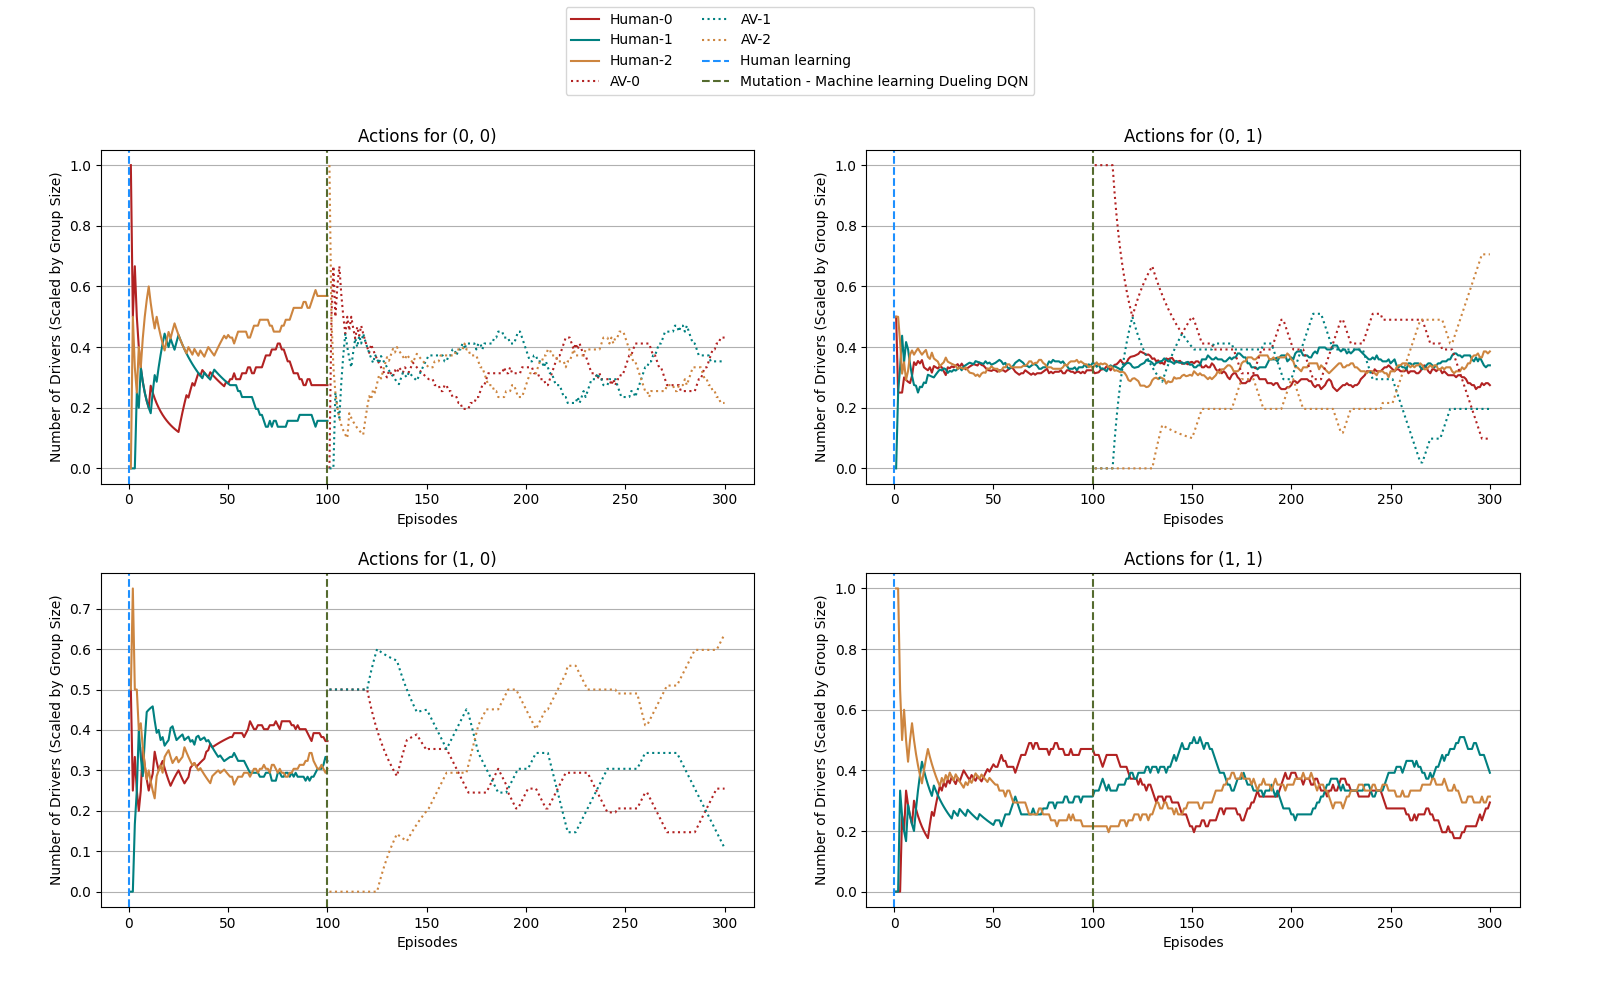 Human-0
Human-1
Human-2
AV-0
AV-1
AV-2
Human learning
Mutation - Machine learning Dueling DQN
Actions for (0, 0)
Number of Drivers (Scaled by Group Size)
1.0
0.8
0.6
0.4
0.2
0.0
0 50 100 150 200 250 300
Episodes
Actions for (0, 1)
Number of Drivers (Scaled by Group Size)
1.0
0.8
0.6
0.4
0.2
0.0
0 50 100 150 200 250 300
Episodes
Actions for (1, 0)
Number of Drivers (Scaled by Group Size)
0.7
0.6
0.5
0.4
0.3
0.2
0.1
0.0
0 50 100 150 200 250 300
Episodes
Actions for (1, 1)
Number of Drivers (Scaled by Group Size)
1.0
0.8
0.6
0.4
0.2
0.0
0 50 100 150 200 250 300
Episodes